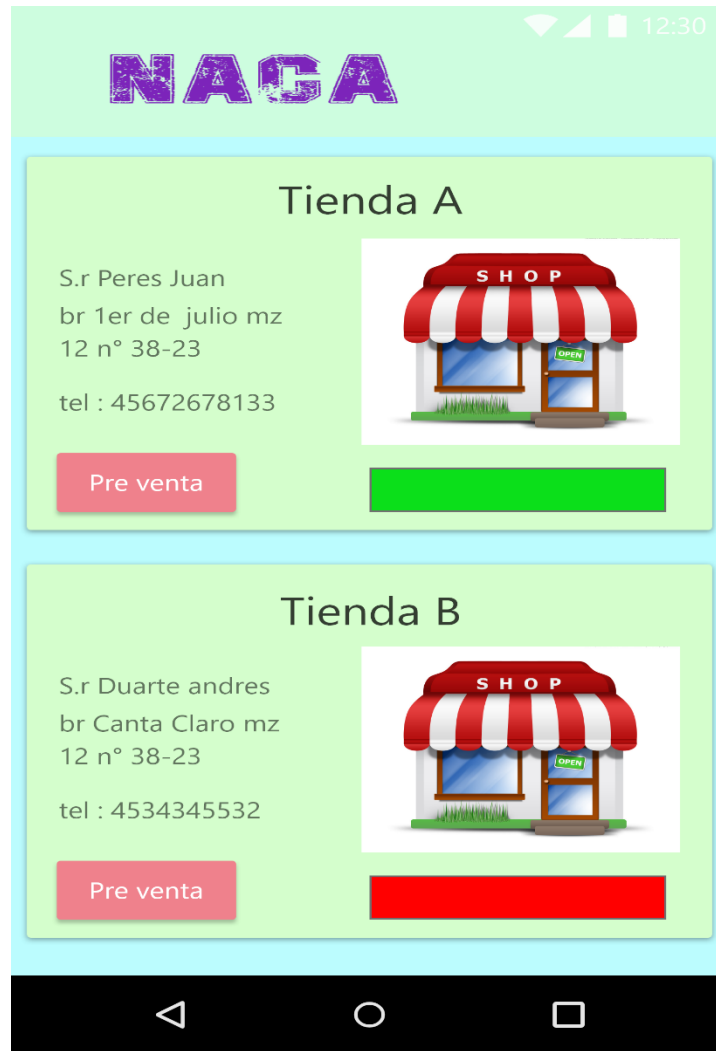 12:30
NACA
Tienda A
S.r Peres Juan
br 1er de julio mz
12 n° 38-23
tel : 45672678133
SHOP
OPEN
Pre venta
Tienda B
S.r Duarte andres
br Canta Claro mz
12 n° 38-23
tel : 4534345532
SHOP
OPEN
Pre venta